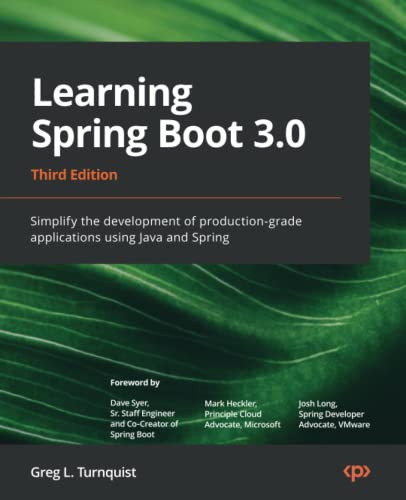 Learning
Spring Boot 3.0
Third Edition
Simplify the development of production-grade
applications using Java and Spring
Foreword by
Dave Syer,
Sr. Staff Engineer
and Co-Creator of
Spring Boot
Mark Heckler,
Principle Cloud
Advocate, Microsoft
Josh Long,
Spring Developer
Advocate, VMware
Greg L. Turnquist
<p>